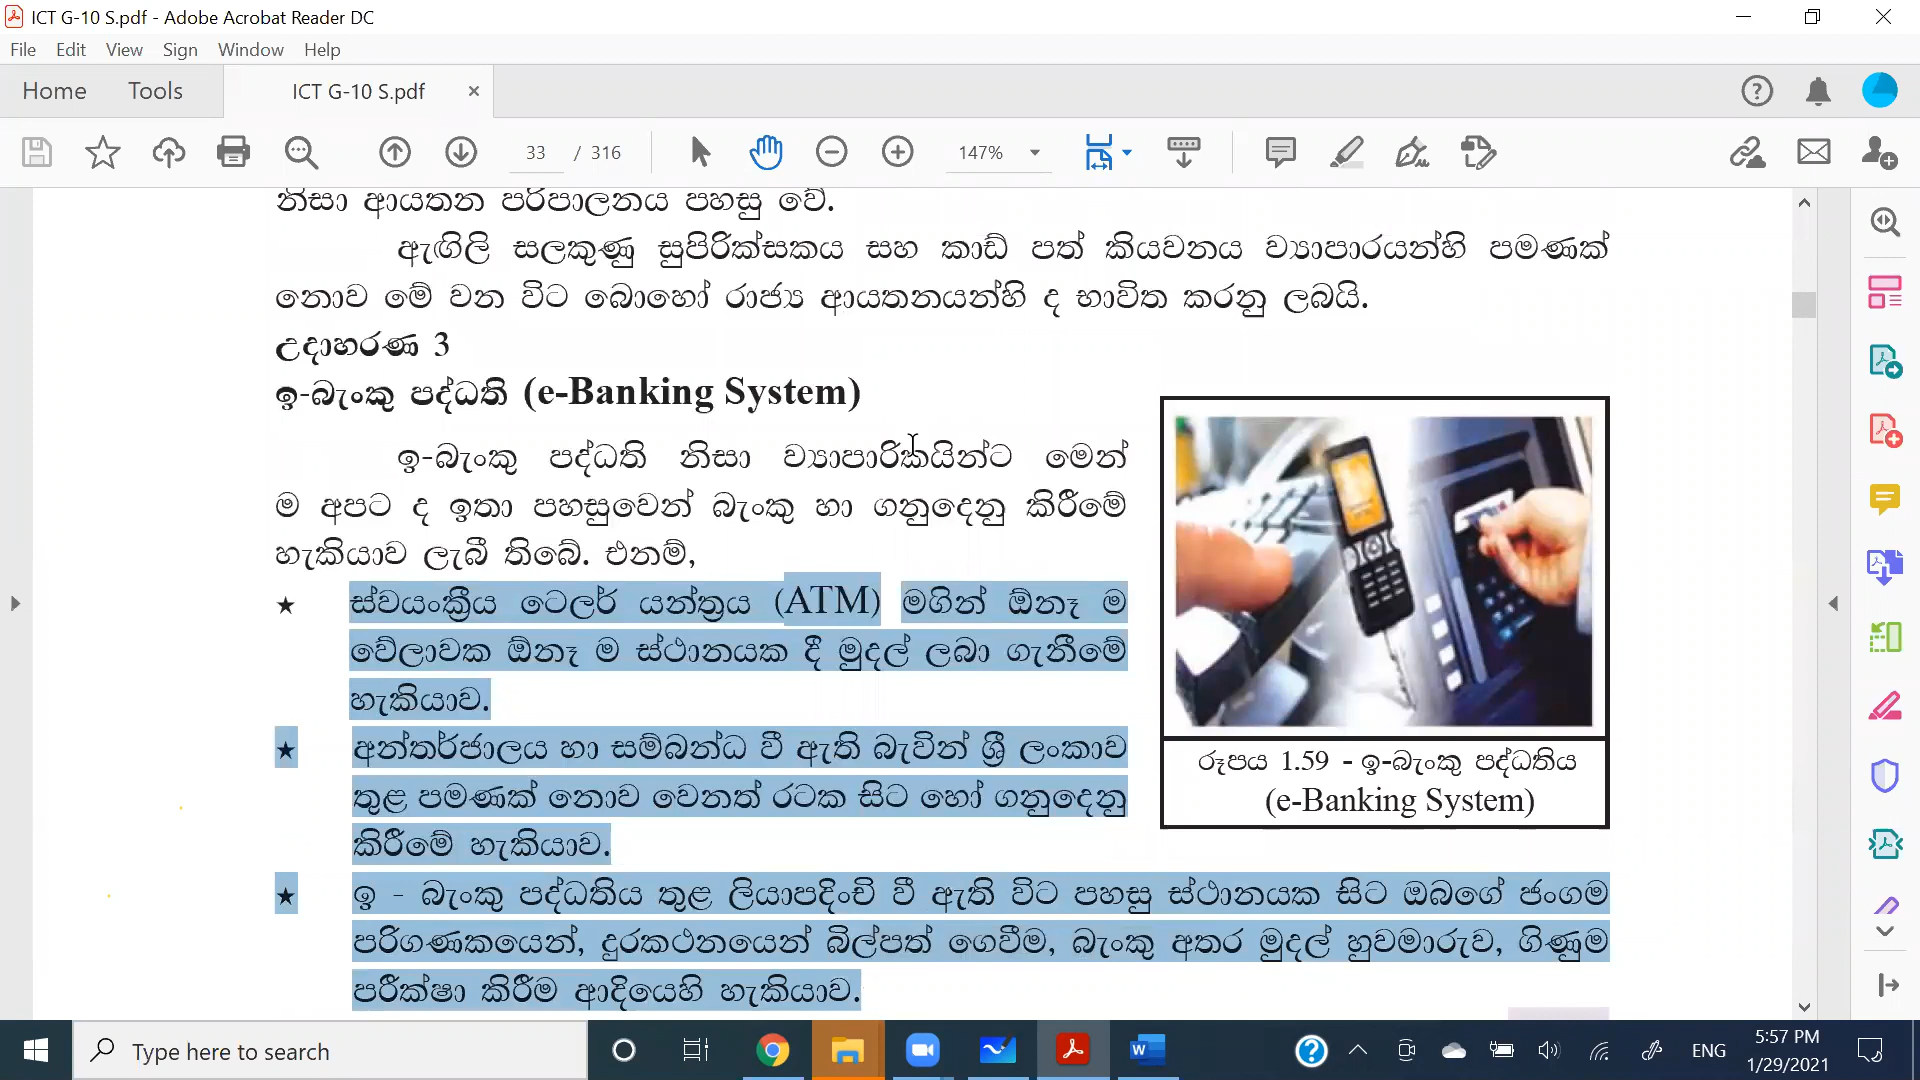 ICT G-10 S.pdf - Adobe Acrobat Reader DC
File Edit View Sign Window Help
Home Tools ICT G-10 S.pdf ×
33 / 316 147%
නිසා ආයතන පරිපාලනය පහසු වේ.
ඇඟිලි සලකුණු සුපිරික්සකය සහ කාඩ් පත් කියවනය ව්‍යාපාරයන්හි පමණක්
නොව මේ වන විට බොහෝ රාජ්‍ය ආයතනයන්හි ද භාවිත කරනු ලබයි.
උදාහරණ 3
ඉ-බැංකු පද්ධති (e-Banking System)
ඉ-බැංකු පද්ධති නිසා ව්‍යාපාරිකයින්ට මෙන්
ම අපට ද ඉතා පහසුවෙන් බැංකු හා ගනුදෙනු කිරීමේ
හැකියාව ලැබී තිබේ. එනම්,
★ ස්වයංක්‍රීය ටෙලර් යන්ත්‍රය (ATM) මගින් ඕනෑ ම
වේලාවක ඕනෑ ම ස්ථානයක දී මුදල් ලබා ගැනීමේ
හැකියාව.
★ අන්තර්ජාලය හා සම්බන්ධ වී ඇති බැවින් ශ්‍රී ලංකාව
තුළ පමණක් නොව වෙනත් රටක සිට හෝ ගනුදෙනු
කිරීමේ හැකියාව.
රූපය 1.59 - ඉ-බැංකු පද්ධතිය
(e-Banking System)
★ ඉ - බැංකු පද්ධතිය තුළ ලියාපදිංචි වී ඇති විට පහසු ස්ථානයක සිට ඔබගේ ජංගම
පරිගණකයෙන්, දුරකථනයෙන් බිල්පත් ගෙවීම, බැංකු අතර මුදල් හුවමාරුව, ගිණුම
පරීක්ෂා කිරීම ආදියෙහි හැකියාව.
Type here to search
ENG
5:57 PM
1/29/2021